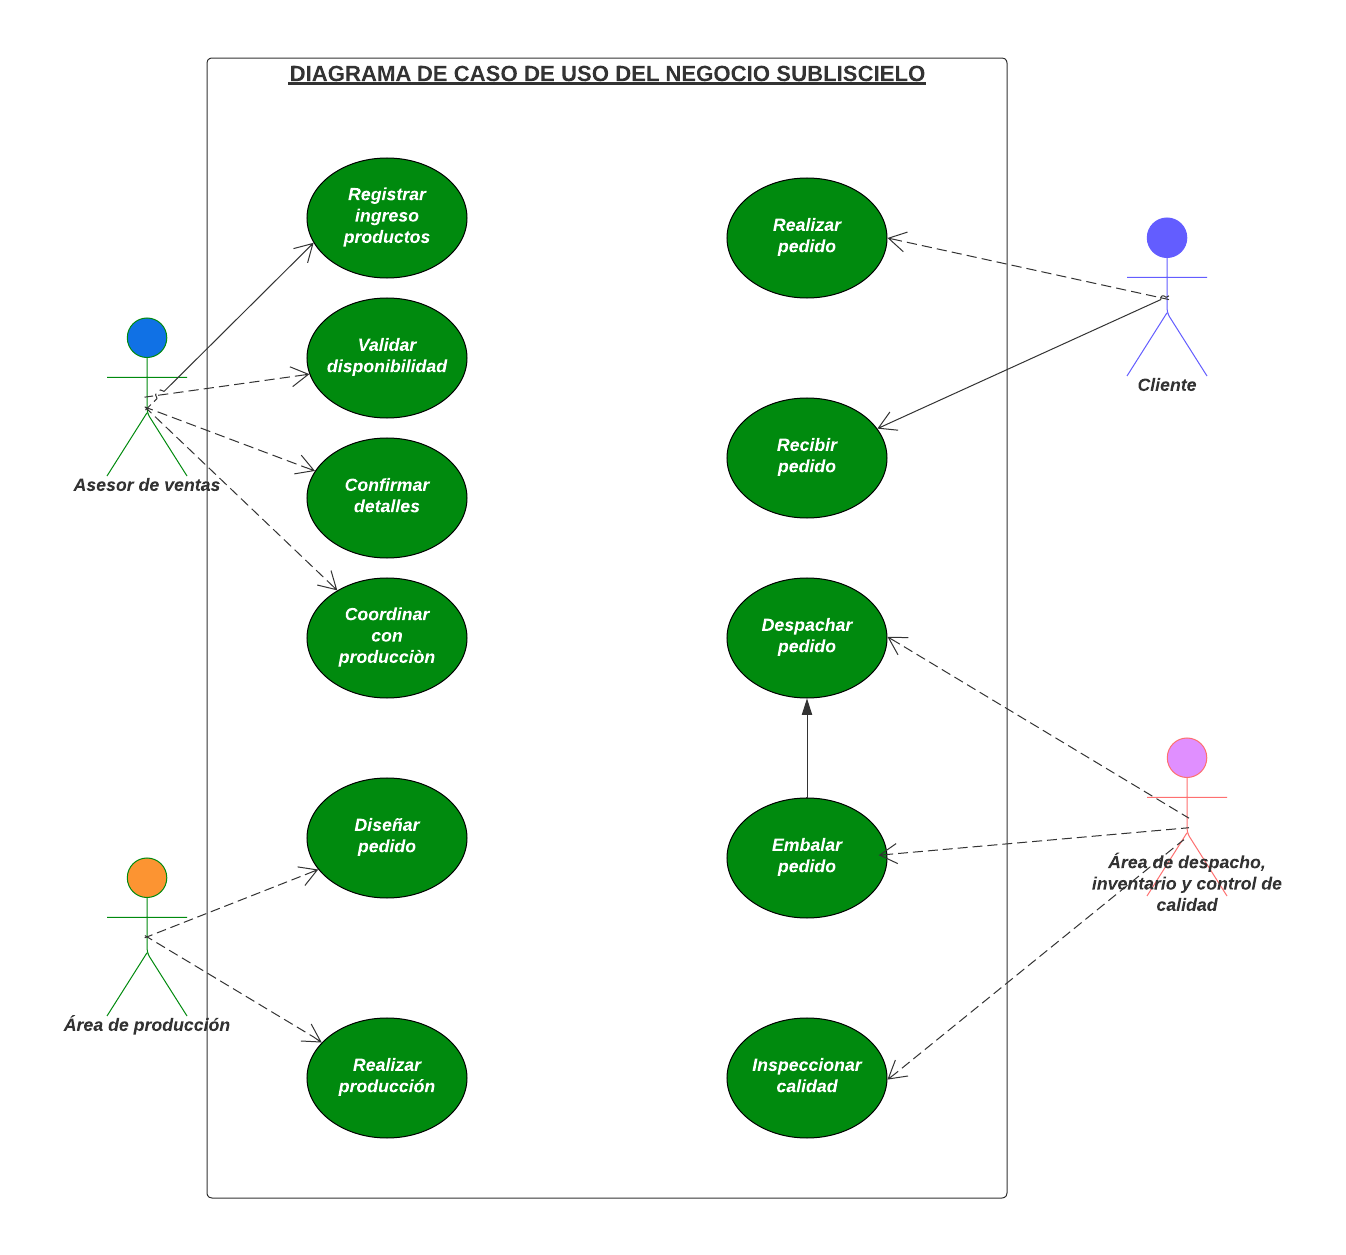 DIAGRAMA DE CASO DE USO DEL NEGOCIO SUBLISCIELO
Registrar
ingreso
productos
Validar
disponibilidad
Confirmar
detalles
Coordinar
con
producciòn
Asesor de ventas
Diseñar
pedido
Realizar
producción
Área de producción
Realizar
pedido
Recibir
pedido
Cliente
Despachar
pedido
Embalar
pedido
Inspeccionar
calidad
Área de despacho,
inventario y control de
calidad